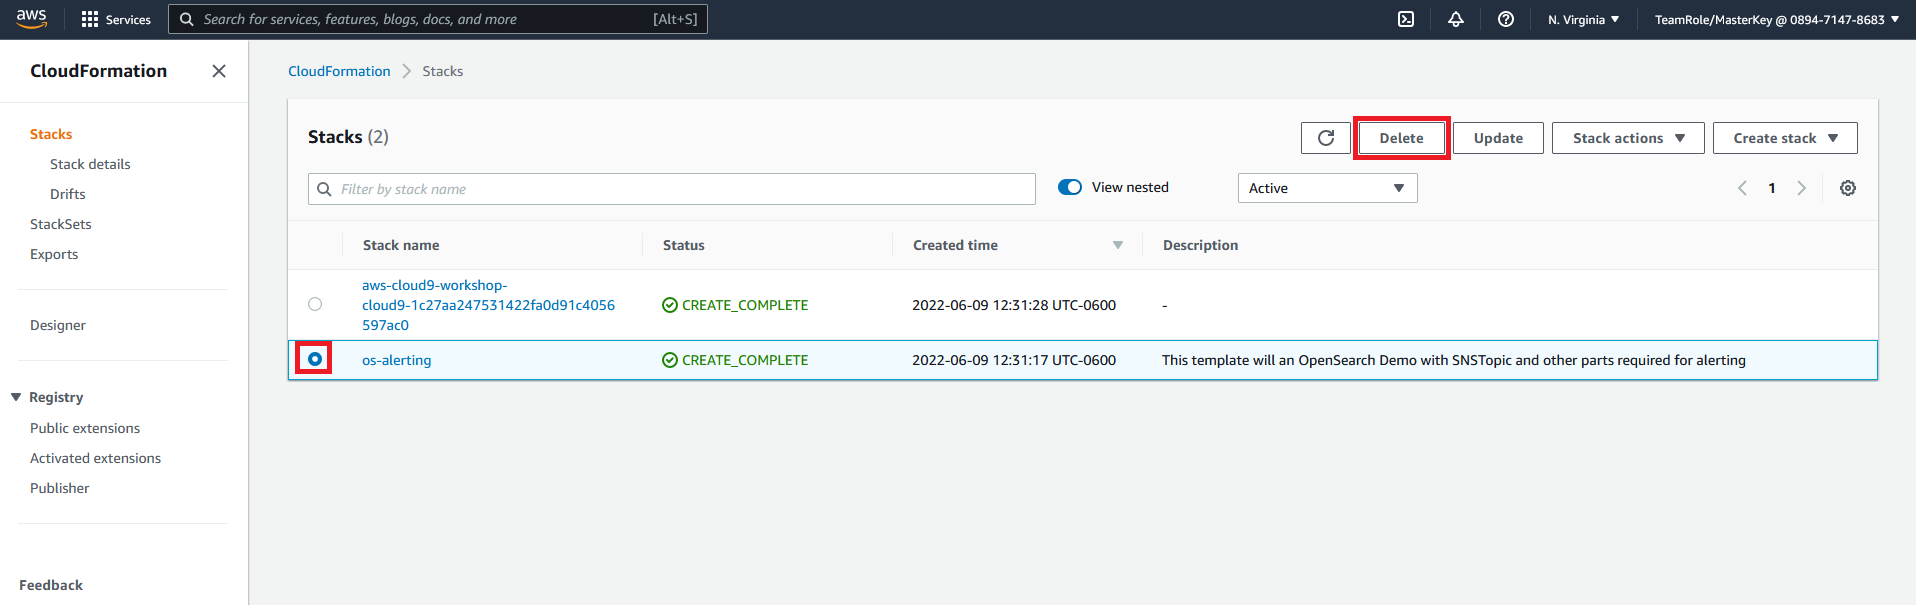 aws
Services
Search for services, features, blogs, docs, and more
[Alt+S]
N. Virginia ▼
TeamRole/MasterKey @ 0894-7147-8683 ▼
CloudFormation
Stacks
Stack details
Drifts
StackSets
Exports
Designer
Registry
Public extensions
Activated extensions
Publisher
Feedback
CloudFormation > Stacks
Stacks (2)
Delete
Update
Stack actions
Create stack
Filter by stack name
View nested
Active
1
Stack name
Status
Created time
Description
aws-cloud9-workshop-
cloud9-1c27aa247531422fa0d91c4056
597ac0
CREATE_COMPLETE
2022-06-09 12:31:28 UTC-0600
-
os-alerting
CREATE_COMPLETE
2022-06-09 12:31:17 UTC-0600
This template will an OpenSearch Demo with SNSTopic and other parts required for alerting